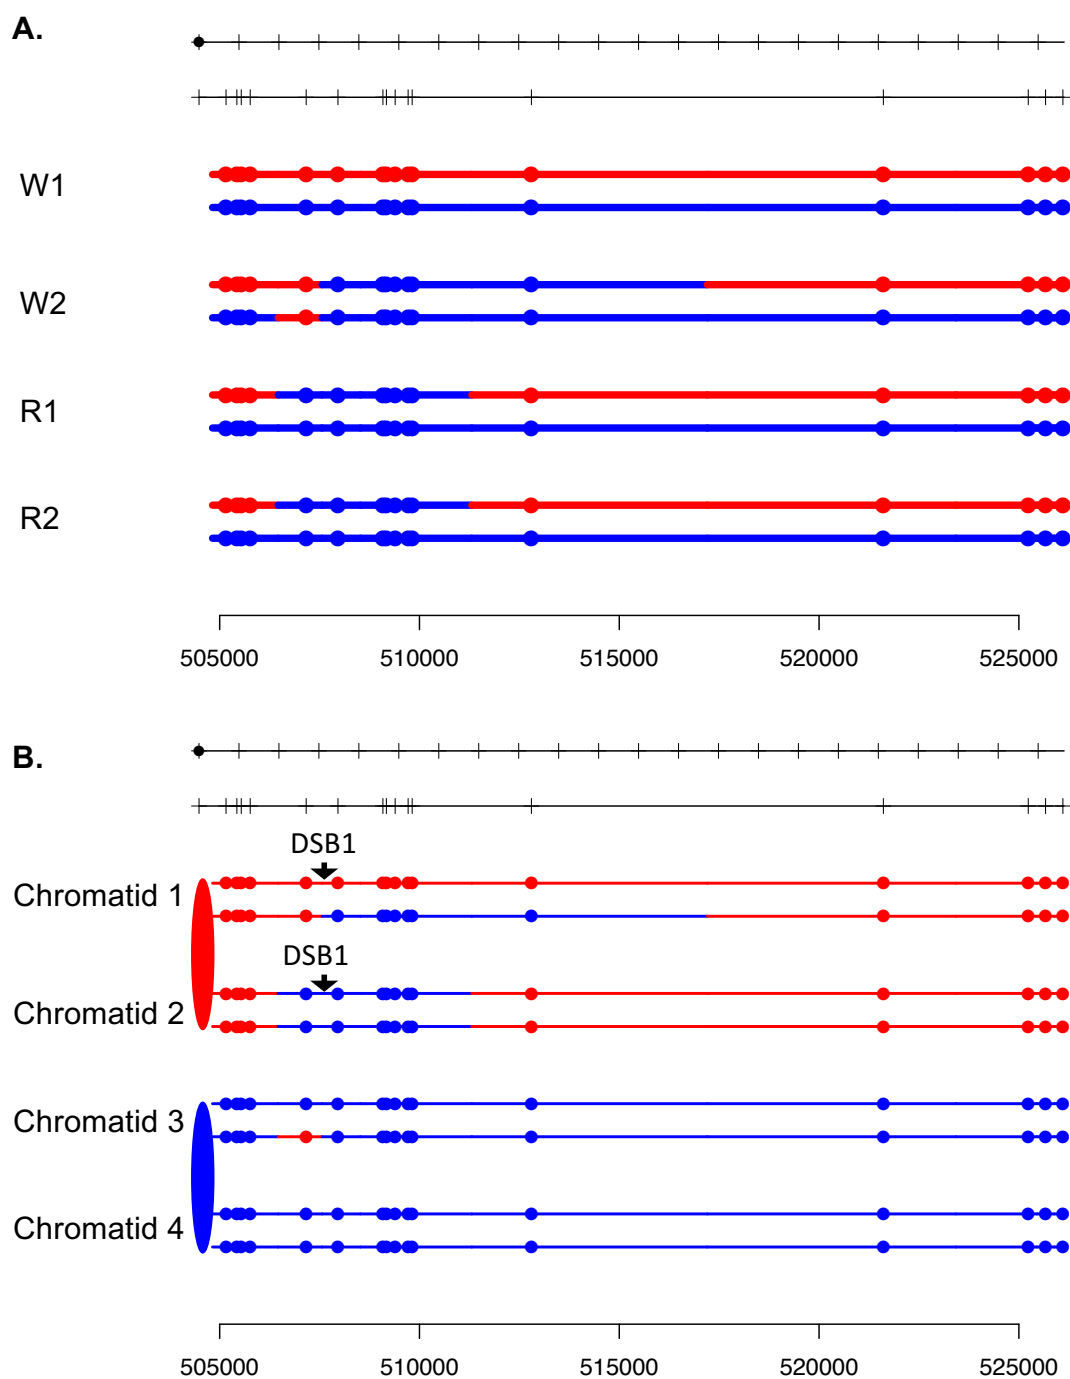 A.
W1
W2
R1
R2
505000 510000 515000 520000 525000
B.
DSB1
Chromatid 1
DSB1
Chromatid 2
Chromatid 3
Chromatid 4
505000 510000 515000 520000 525000